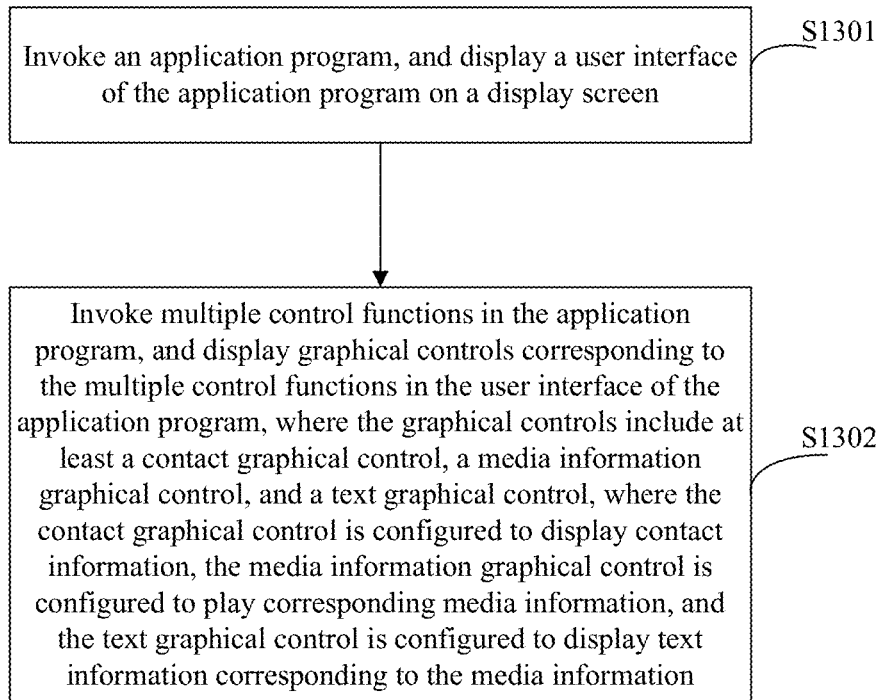 S1301
Invoke an application program, and display a user interface
of the application program on a display screen
Invoke multiple control functions in the application
program, and display graphical controls corresponding to
the multiple control functions in the user interface of the
application program, where the graphical controls include at
least a contact graphical control, a media information
graphical control, and a text graphical control, where the
contact graphical control is configured to display contact
information, the media information graphical control is
configured to play corresponding media information, and
the text graphical control is configured to display text
information corresponding to the media information
S1302